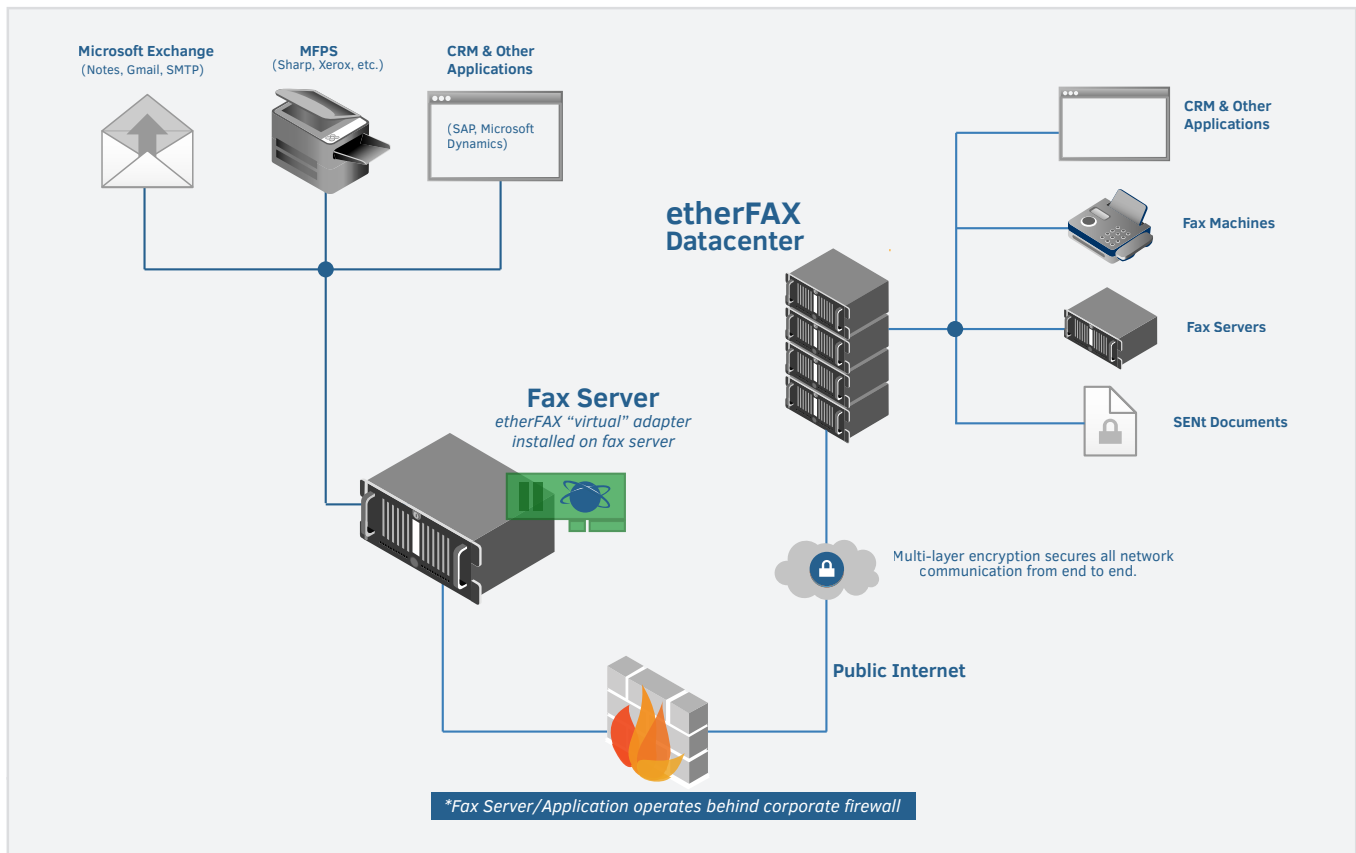 Microsoft Exchange
(Notes, Gmail, SMTP)
MFPS
(Sharp, Xerox, etc.)
CRM & Other
Applications
(SAP, Microsoft
Dynamics)
CRM & Other
Applications
etherFAX
Datacenter
Fax Machines
Fax Servers
Fax Server
etherFAX “virtual” adapter
installed on fax server
SENt Documents
Multi-layer encryption secures all network
communication from end to end.
Public Internet
*Fax Server/Application operates behind corporate firewall